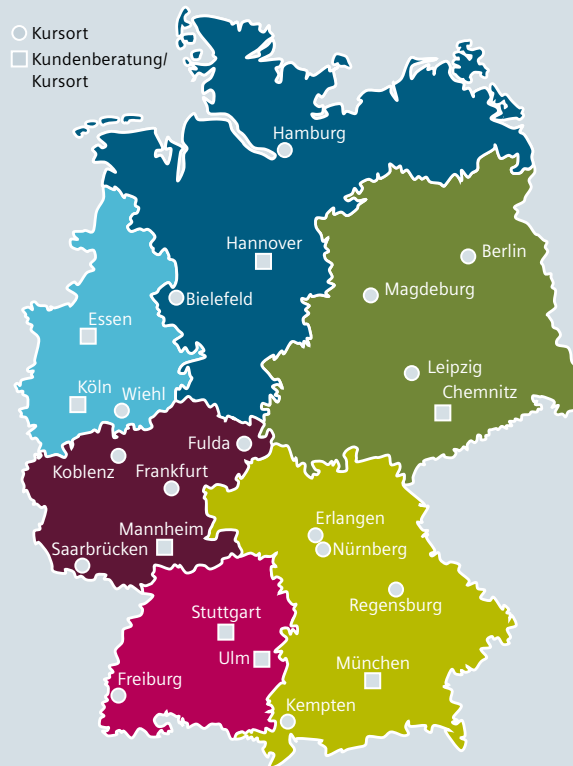 Kursort
Kundenberatung/
Kursort
Hamburg
Hannover
Berlin
Magdeburg
Bielefeld
Essen
Leipzig
Köln
Wiehl
Chemnitz
Fulda
Koblenz
Frankfurt
Erlangen
Mannheim
Saarbrücken
Nürnberg
Regensburg
Stuttgart
Ulm
München
Freiburg
Kempten